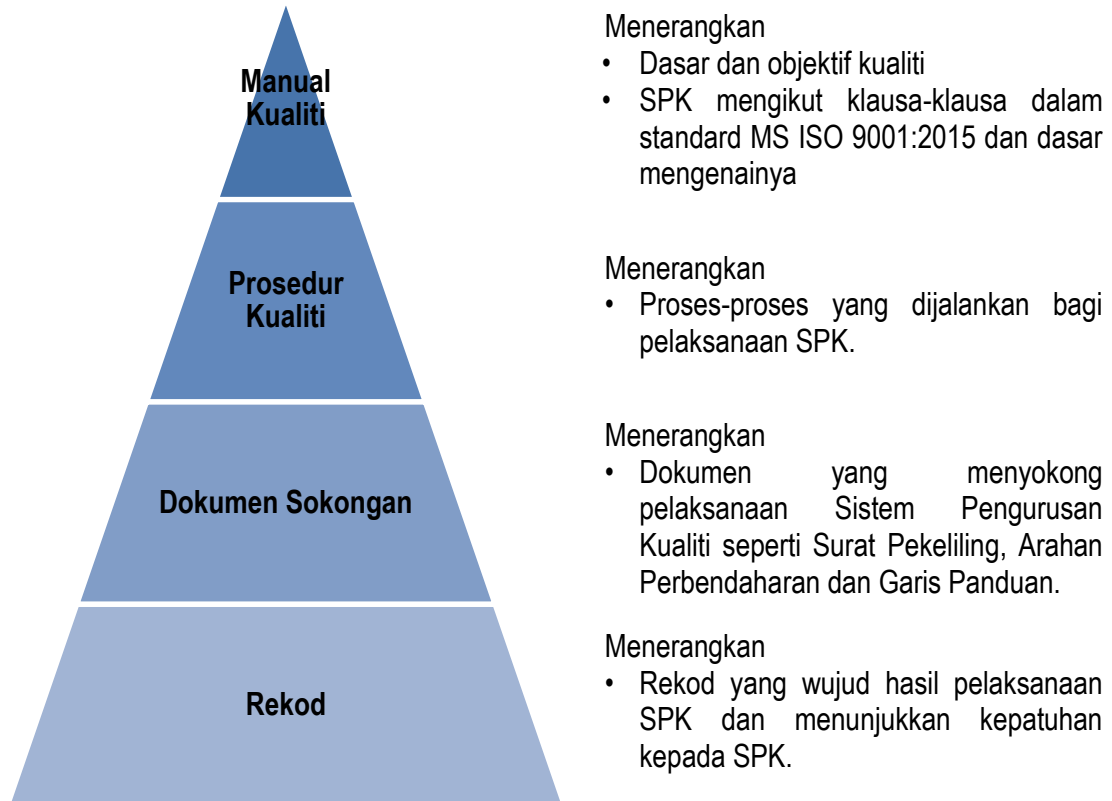 Manual
Kualiti
Menerangkan
• Dasar dan objektif kualiti
• SPK mengikut klausa-klausa dalam
standard MS ISO 9001:2015 dan dasar
mengenainya
Prosedur
Kualiti
Menerangkan
• Proses-proses yang dijalankan bagi
pelaksanaan SPK.
Dokumen Sokongan
Menerangkan
• Dokumen yang menyokong
pelaksanaan Sistem Pengurusan
Kualiti seperti Surat Pekeliling, Arahan
Perbendaharan dan Garis Panduan.
Rekod
Menerangkan
• Rekod yang wujud hasil pelaksanaan
SPK dan menunjukkan kepatuhan
kepada SPK.